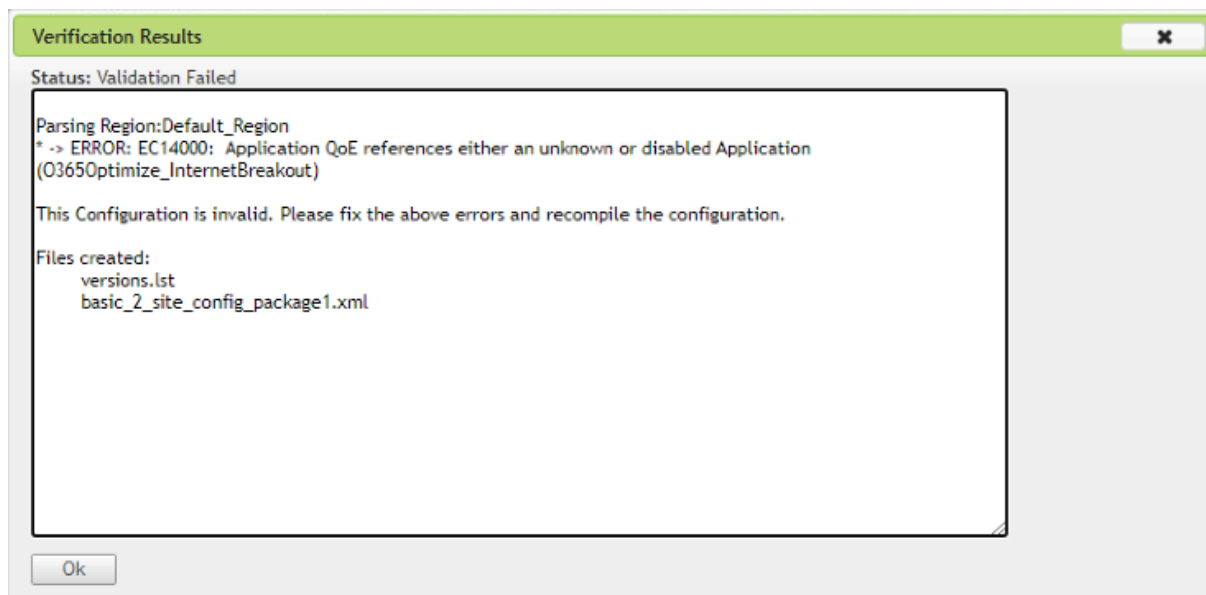 Verification Results
Status: Validation Failed
Parsing Region:Default_Region
* -> ERROR: EC14000:  Application QoE references either an unknown or disabled Application
(O365Optimize_InternetBreakout)
This Configuration is invalid. Please fix the above errors and recompile the configuration.
Files created:
versions.lst
basic_2_site_config_package1.xml
Ok